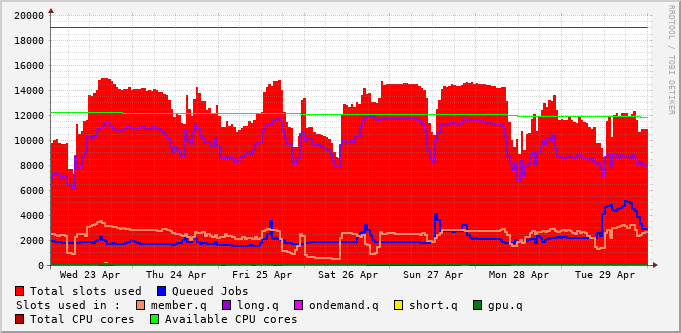 20000
18000
16000
14000
12000
10000
8000
6000
4000
2000
0
Wed 23 Apr Thu 24 Apr Fri 25 Apr Sat 26 Apr Sun 27 Apr Mon 28 Apr Tue 29 Apr
Total slots used Queued Jobs
Slots used in : member.q long.q ondemand.q short.q gpu.q
Total CPU cores Available CPU cores
RRDTOOL / TOBI OETIKER